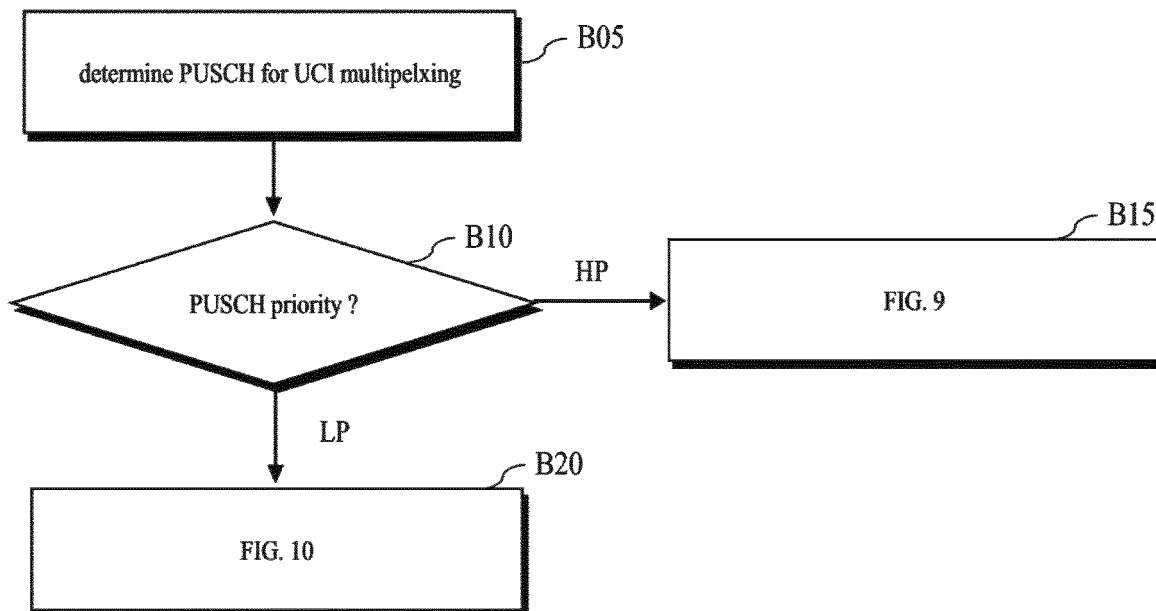 B05
determine PUSCH for UCI multipelxing
B10
PUSCH priority ?
HP
B15
FIG. 9
LP
B20
FIG. 10